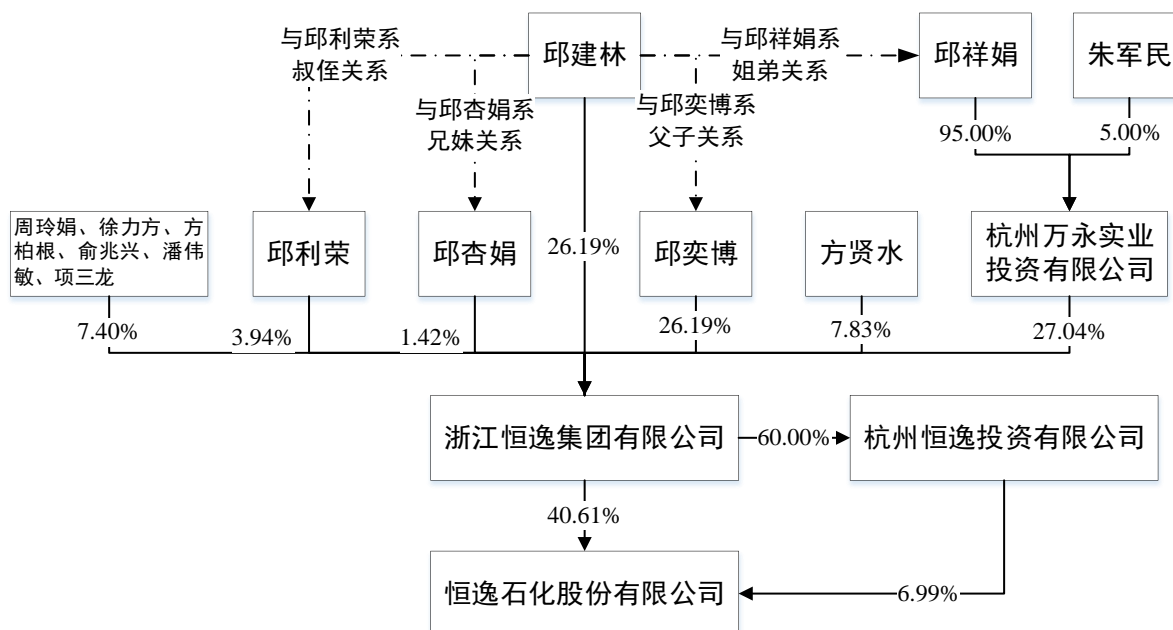 与邱利荣系
叔侄关系
邱建林
与邱祥娟系
姐弟关系
邱祥娟
朱军民
与邱杏娟系
兄妹关系
与邱奕博系
父子关系
95.00%
5.00%
周玲娟、徐力方、方
柏根、俞兆兴、潘伟
敏、项三龙
邱利荣
邱杏娟
26.19%
邱奕博
方贤水
杭州万永实业
投资有限公司
7.40%
3.94%
1.42%
26.19%
7.83%
27.04%
浙江恒逸集团有限公司
60.00%
杭州恒逸投资有限公司
40.61%
恒逸石化股份有限公司
6.99%